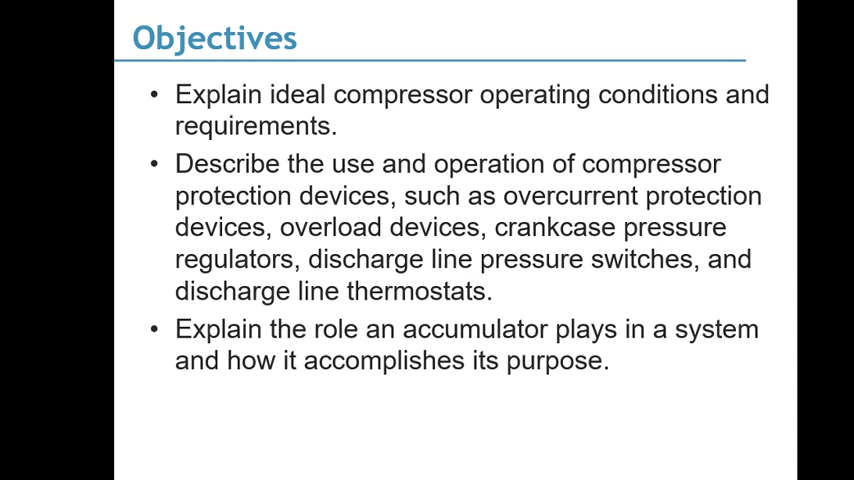 Objectives
• Explain ideal compressor operating conditions and
requirements.
• Describe the use and operation of compressor
protection devices, such as overcurrent protection
devices, overload devices, crankcase pressure
regulators, discharge line pressure switches, and
discharge line thermostats.
• Explain the role an accumulator plays in a system
and how it accomplishes its purpose.